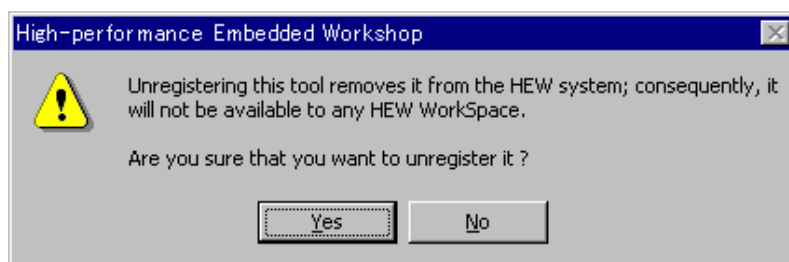 High-performance Embedded Workshop
Unregistering this tool removes it from the HEW system; consequently, it
will not be available to any HEW WorkSpace.
Are you sure that you want to unregister it ?
Yes
No